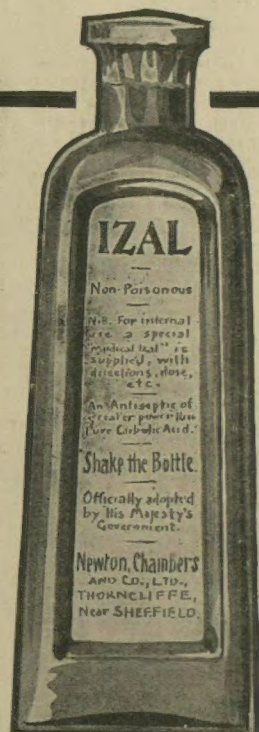 IZAL
Non-Poisonous
N.B. For internal
use a special
"Medical Izal" is
supplied, with
directions, dose,
etc.
An Antiseptic of
greater power than
Pure Carbolic Acid.
Shake the Bottle.
Officially adopted
by His Majesty's
Government.
Newton, Chambers
AND CO., LTD.,
THORNCLIFFE,
Near SHEFFIELD.